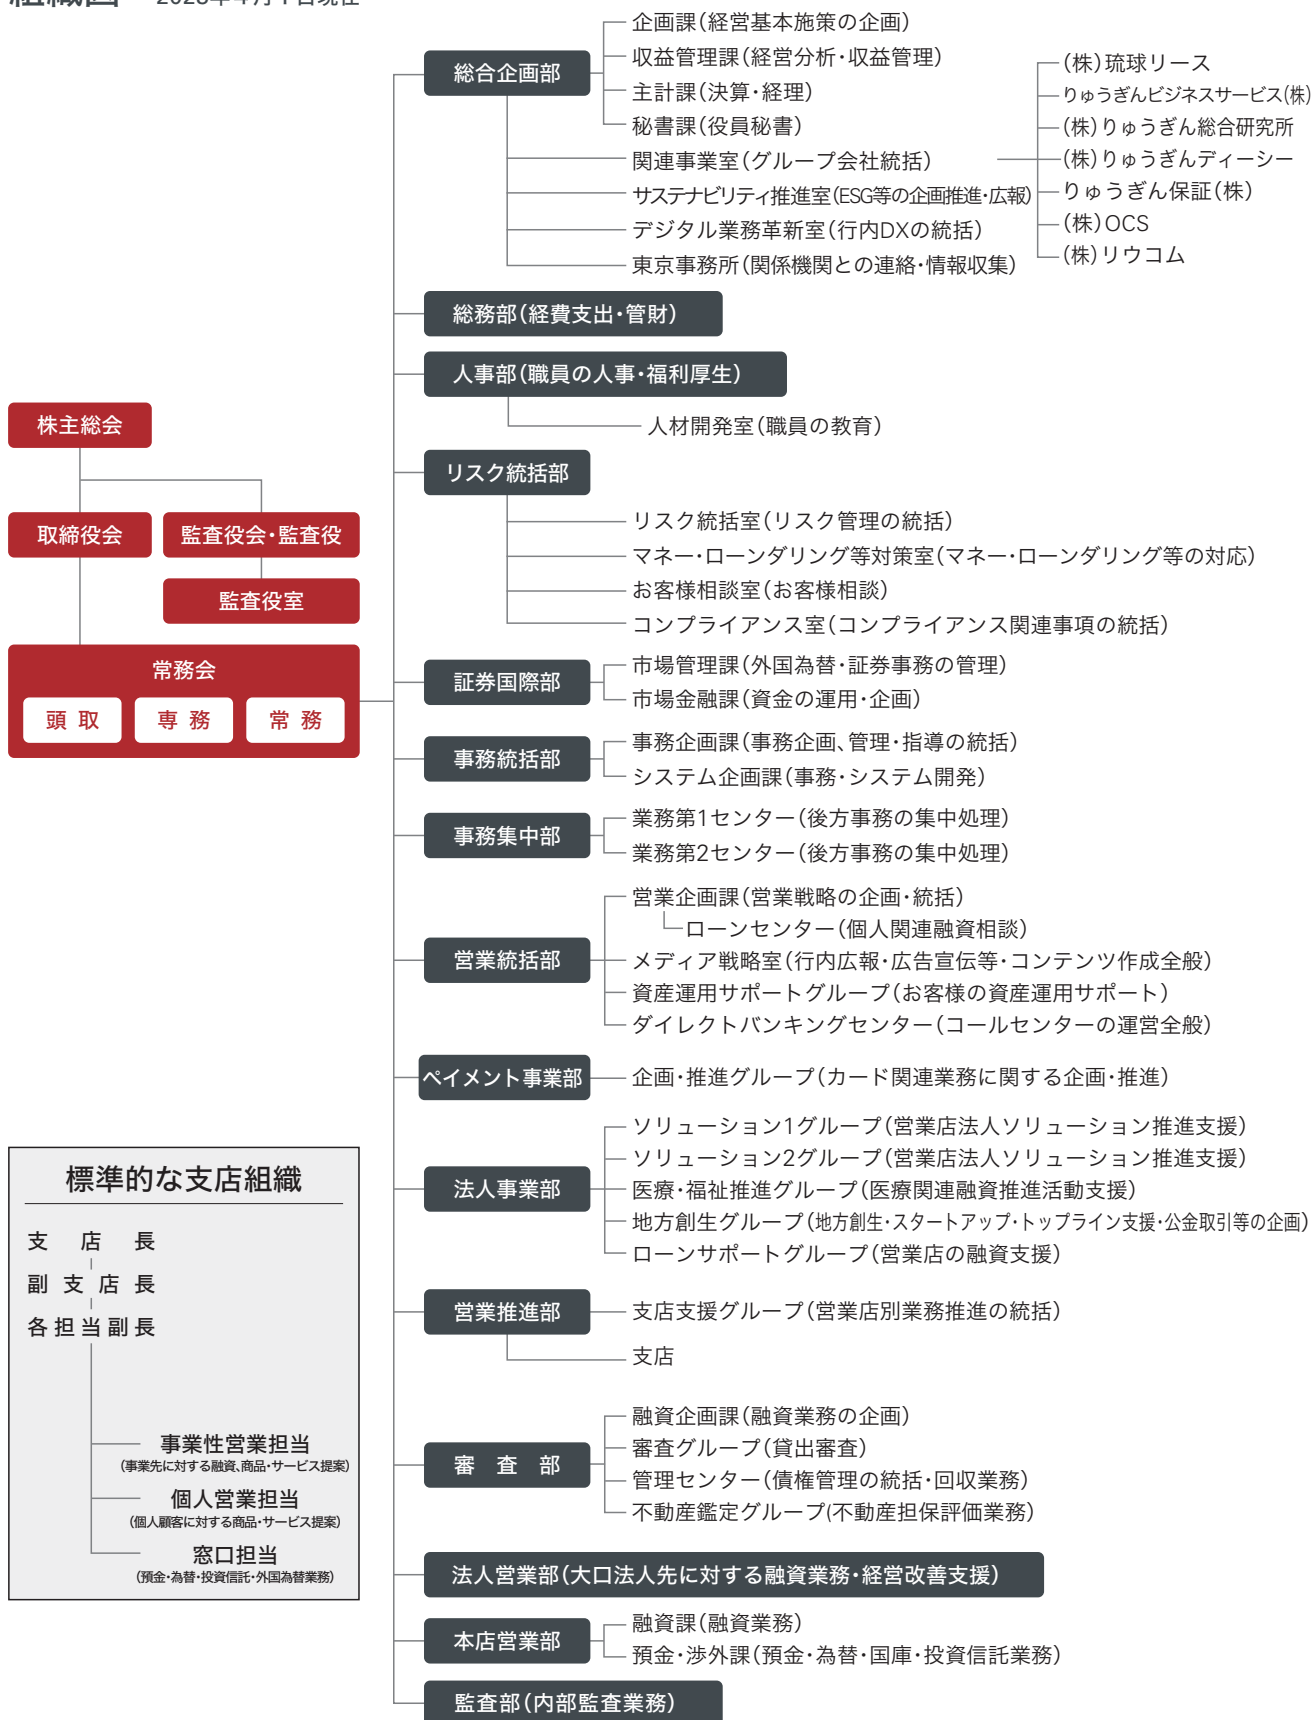 組織図 2023年4月1日現在
総合企画部
企画課(経営基本施策の企画)
収益管理課(経営分析・収益管理)
主計課(決算・経理)
秘書課(役員秘書)
関連事業室(グループ会社統括)
サステナビリティ推進室(ESG等の企画推進・広報)
デジタル業務革新室(行内DXの統括)
東京事務所(関係機関との連絡・情報収集)
(株)琉球リース
りゅうぎんビジネスサービス(株)
(株)りゅうぎん総合研究所
(株)りゅうぎんディーシー
りゅうぎん保証(株)
(株)OCS
(株)リウコム
総務部(経費支出・管財)
人事部(職員の人事・福利厚生)
人材開発室(職員の教育)
株主総会
取締役会
監査役会・監査役
監査役室
常務会
頭取 専務 常務
リスク統括部
リスク統括室(リスク管理の統括)
マネー・ローンダリング等対策室(マネー・ローンダリング等の対応)
お客様相談室(お客様相談)
コンプライアンス室(コンプライアンス関連事項の統括)
証券国際部
市場管理課(外国為替・証券事務の管理)
市場金融課(資金の運用・企画)
事務統括部
事務企画課(事務企画、管理・指導の統括)
システム企画課(事務・システム開発)
事務集中部
業務第1センター(後方事務の集中処理)
業務第2センター(後方事務の集中処理)
営業統括部
営業企画課(営業戦略の企画・統括)
ローンセンター(個人関連融資相談)
メディア戦略室(行内広報・広告宣伝等・コンテンツ作成全般)
資産運用サポートグループ(お客様の資産運用サポート)
ダイレクトバンキングセンター(コールセンターの運営全般)
ペイメント事業部
企画・推進グループ(カード関連業務に関する企画・推進)
法人事業部
ソリューション1グループ(営業店法人ソリューション推進支援)
ソリューション2グループ(営業店法人ソリューション推進支援)
医療・福祉推進グループ(医療関連融資推進活動支援)
地方創生グループ(地方創生・スタートアップ・トップライン支援・公金取引等の企画)
ローンサポートグループ(営業店の融資支援)
営業推進部
支店支援グループ(営業店別業務推進の統括)
支店
審査部
融資企画課(融資業務の企画)
審査グループ(貸出審査)
管理センター(債権管理の統括・回収業務)
不動産鑑定グループ(不動産担保評価業務)
法人営業部(大口法人先に対する融資業務・経営改善支援)
本店営業部
融資課(融資業務)
預金・渉外課(預金・為替・国庫・投資信託業務)
監査部(内部監査業務)
標準的な支店組織
支店長
副支店長
各担当副長
事業性営業担当
(事業先に対する融資、商品・サービス提案)
個人営業担当
(個人顧客に対する商品・サービス提案)
窓口担当
(預金・為替・投資信託・外国為替業務)